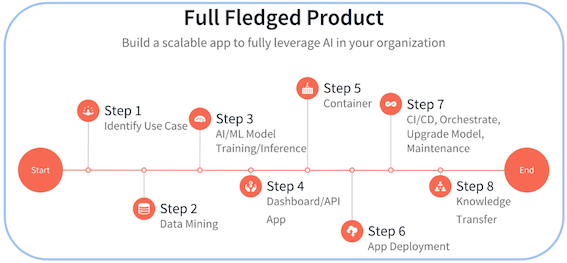 Full Fledged Product
Build a scalable app to fully leverage AI in your organization
Start
Step 1
Identify Use Case
Step 2
Data Mining
Step 3
AI/ML Model
Training/Inference
Step 4
Dashboard/API
App
Step 5
Container
Step 6
App Deployment
Step 7
CI/CD, Orchestrate,
Upgrade Model,
Maintenance
Step 8
Knowledge
Transfer
End